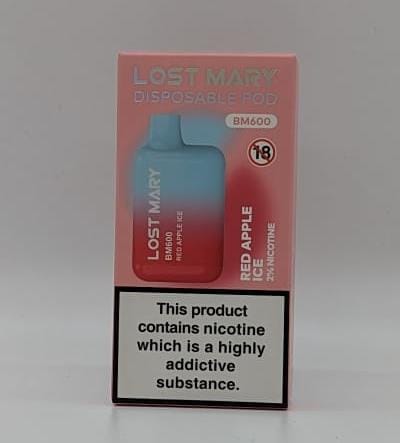 LOST MARY
DISPOSABLE POD
BM600
18
LOST MARY
BM600
RED APPLE ICE
RED APPLE
ICE
2% NICOTINE
This product
contains nicotine
which is a highly
addictive
substance.